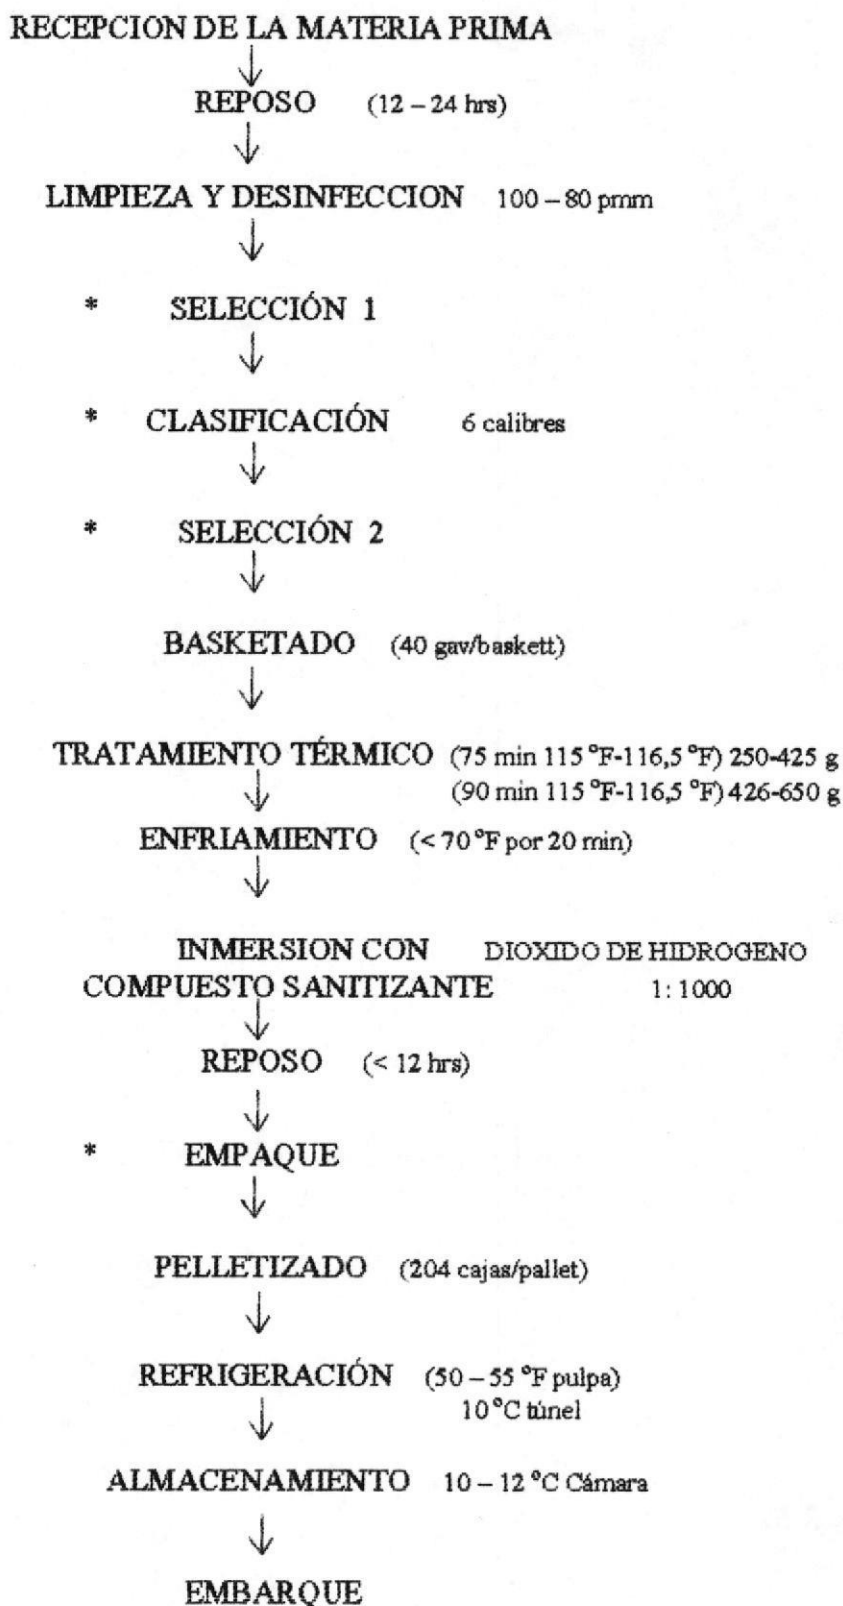 RECEPCION DE LA MATERIA PRIMA
REPOSO (12 – 24 hrs)
LIMPIEZA Y DESINFECCION 100 – 80 pmm
* SELECCIÓN 1
* CLASIFICACIÓN 6 calibres
* SELECCIÓN 2
BASKETADO (40 gav/baskett)
TRATAMIENTO TÉRMICO (75 min 115 °F-116,5 °F) 250-425 g
(90 min 115 °F-116,5 °F) 426-650 g
ENFRIAMIENTO (< 70 °F por 20 min)
INMERSION CON DIOXIDO DE HIDROGENO
COMPUESTO SANITIZANTE 1: 1000
REPOSO (< 12 hrs)
* EMPAQUE
PELLETIZADO (204 cajas/pallet)
REFRIGERACIÓN (50 – 55 °F pulpa)
10 °C túnel
ALMACENAMIENTO 10 – 12 °C Cámara
EMBARQUE